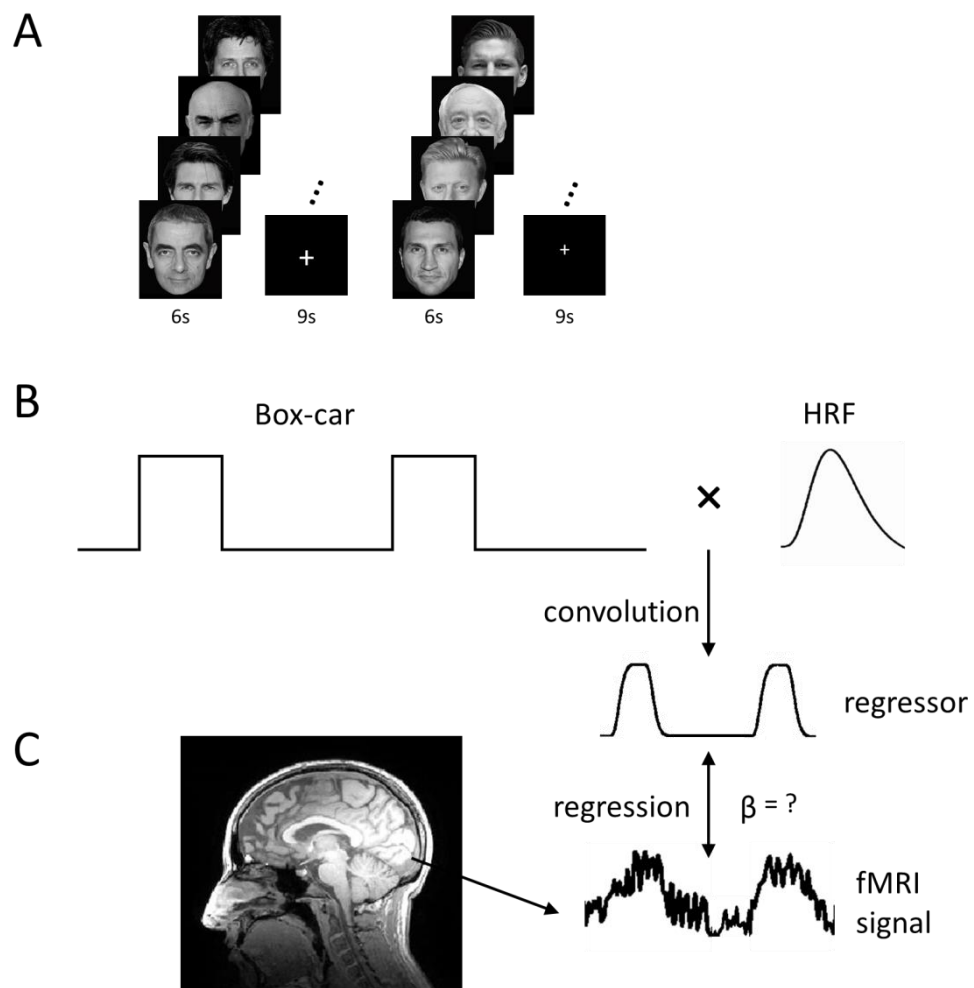 A
6s
9s
6s
9s
B
Box-car
HRF
×
convolution
regressor
C
regression
β = ?
fMRI
signal